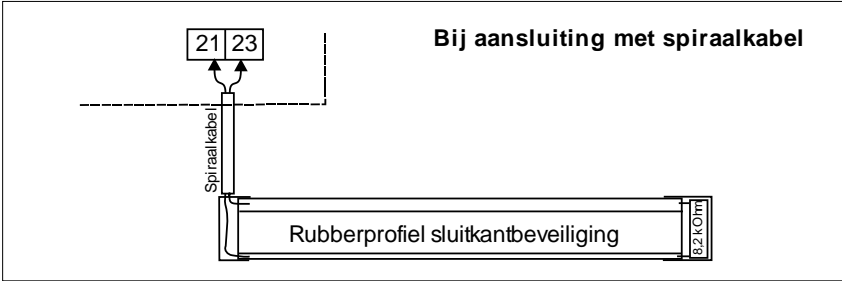 Bij aansluiting met spiraalkabel
21 23
Spiraalkabel
Rubberprofiel sluitkantbeveiliging
8,2 kOhm